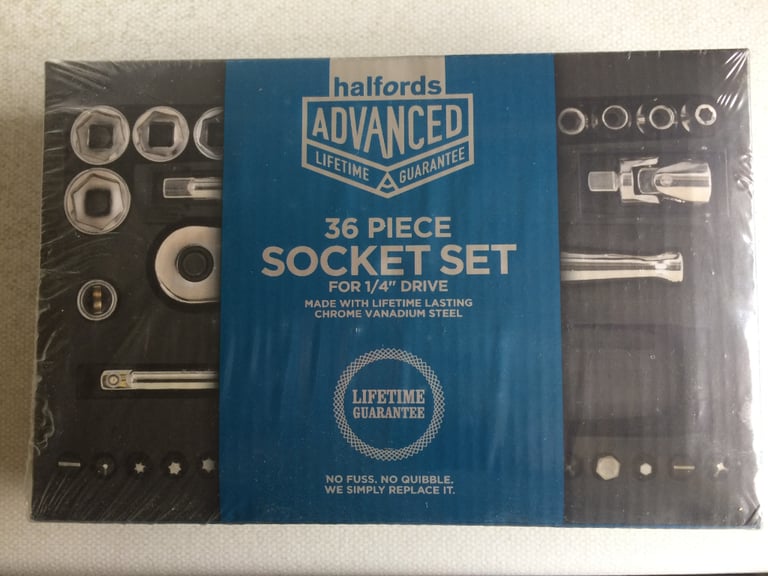 halfords
ADVANCED
LIFETIME GUARANTEE
36 PIECE
SOCKET SET
FOR 1/4" DRIVE
MADE WITH LIFETIME LASTING
CHROME VANADIUM STEEL
LIFETIME
GUARANTEE
NO FUSS. NO QUIBBLE.
WE SIMPLY REPLACE IT.